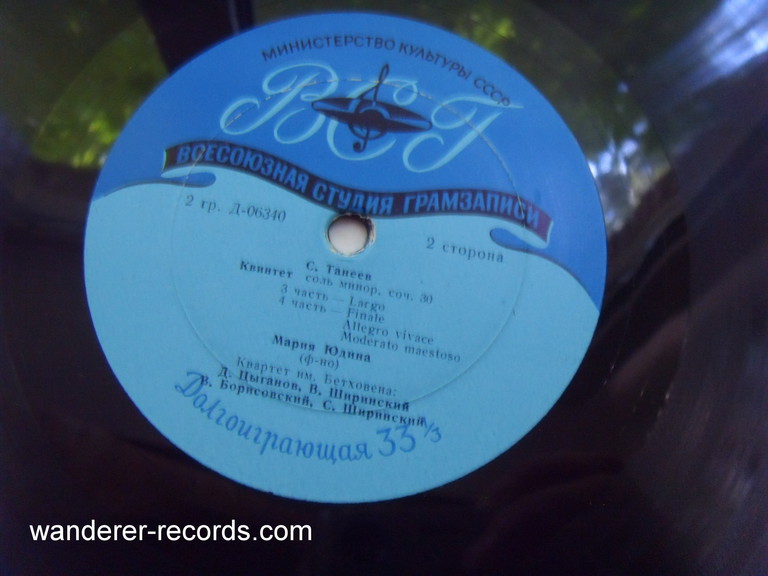 МИНИСТЕРСТВО КУЛЬТУРЫ СССР
ВСГ
ВСЕСОЮЗНАЯ СТУДИЯ ГРАМЗАПИСИ
2 гр. Д-06340
2 сторона
С. Танеев
Квинтет соль минор, соч. 30
3 часть — Largo
4 часть — Finale
Allegro vivace
Moderato maestoso
Мария Юдина
(ф-но)
Квартет им. Бетховена:
Д. Цыганов, В. Ширинский
В. Борисовский, С. Ширинский
Долгоиграющая 33 1/3
wanderer-records.com